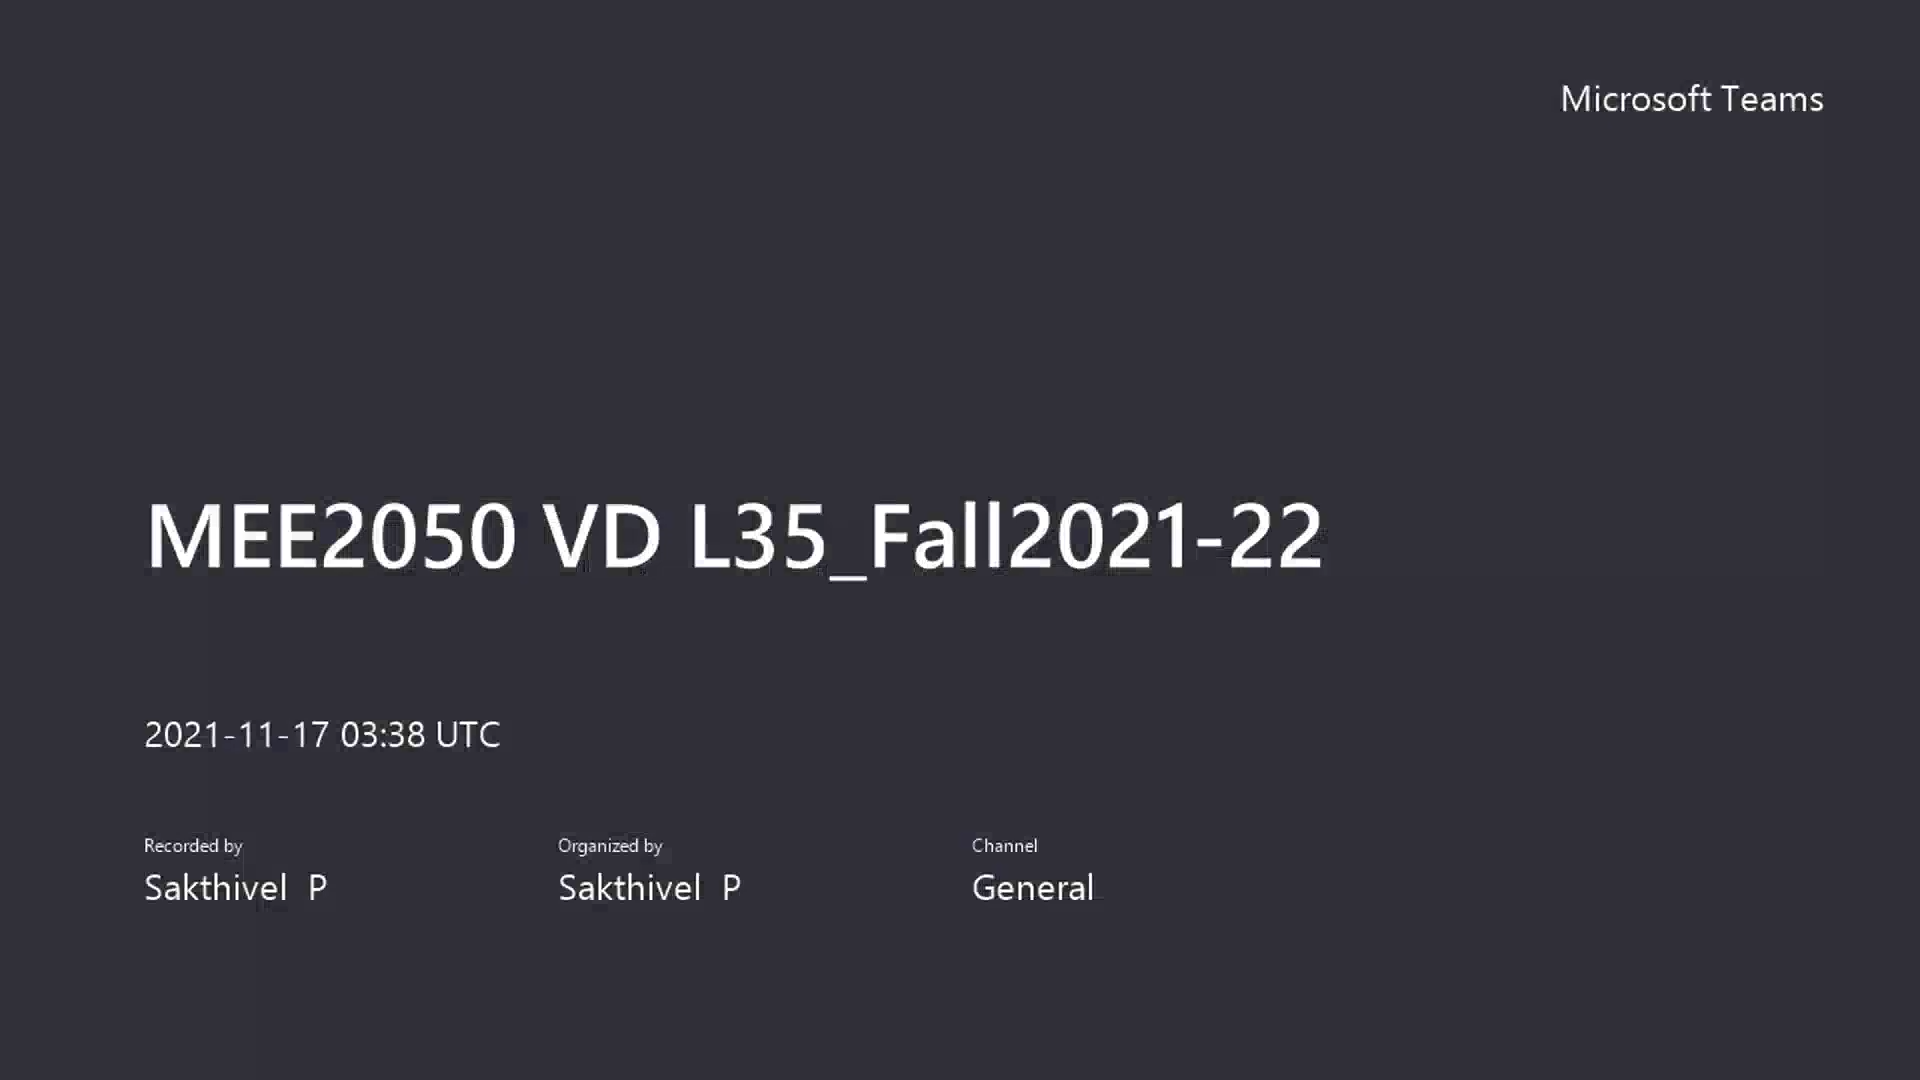 Microsoft Teams
MEE2050 VD L35_Fall2021-22
2021-11-17 03:38 UTC
Recorded by
Sakthivel  P
Organized by
Sakthivel  P
Channel
General